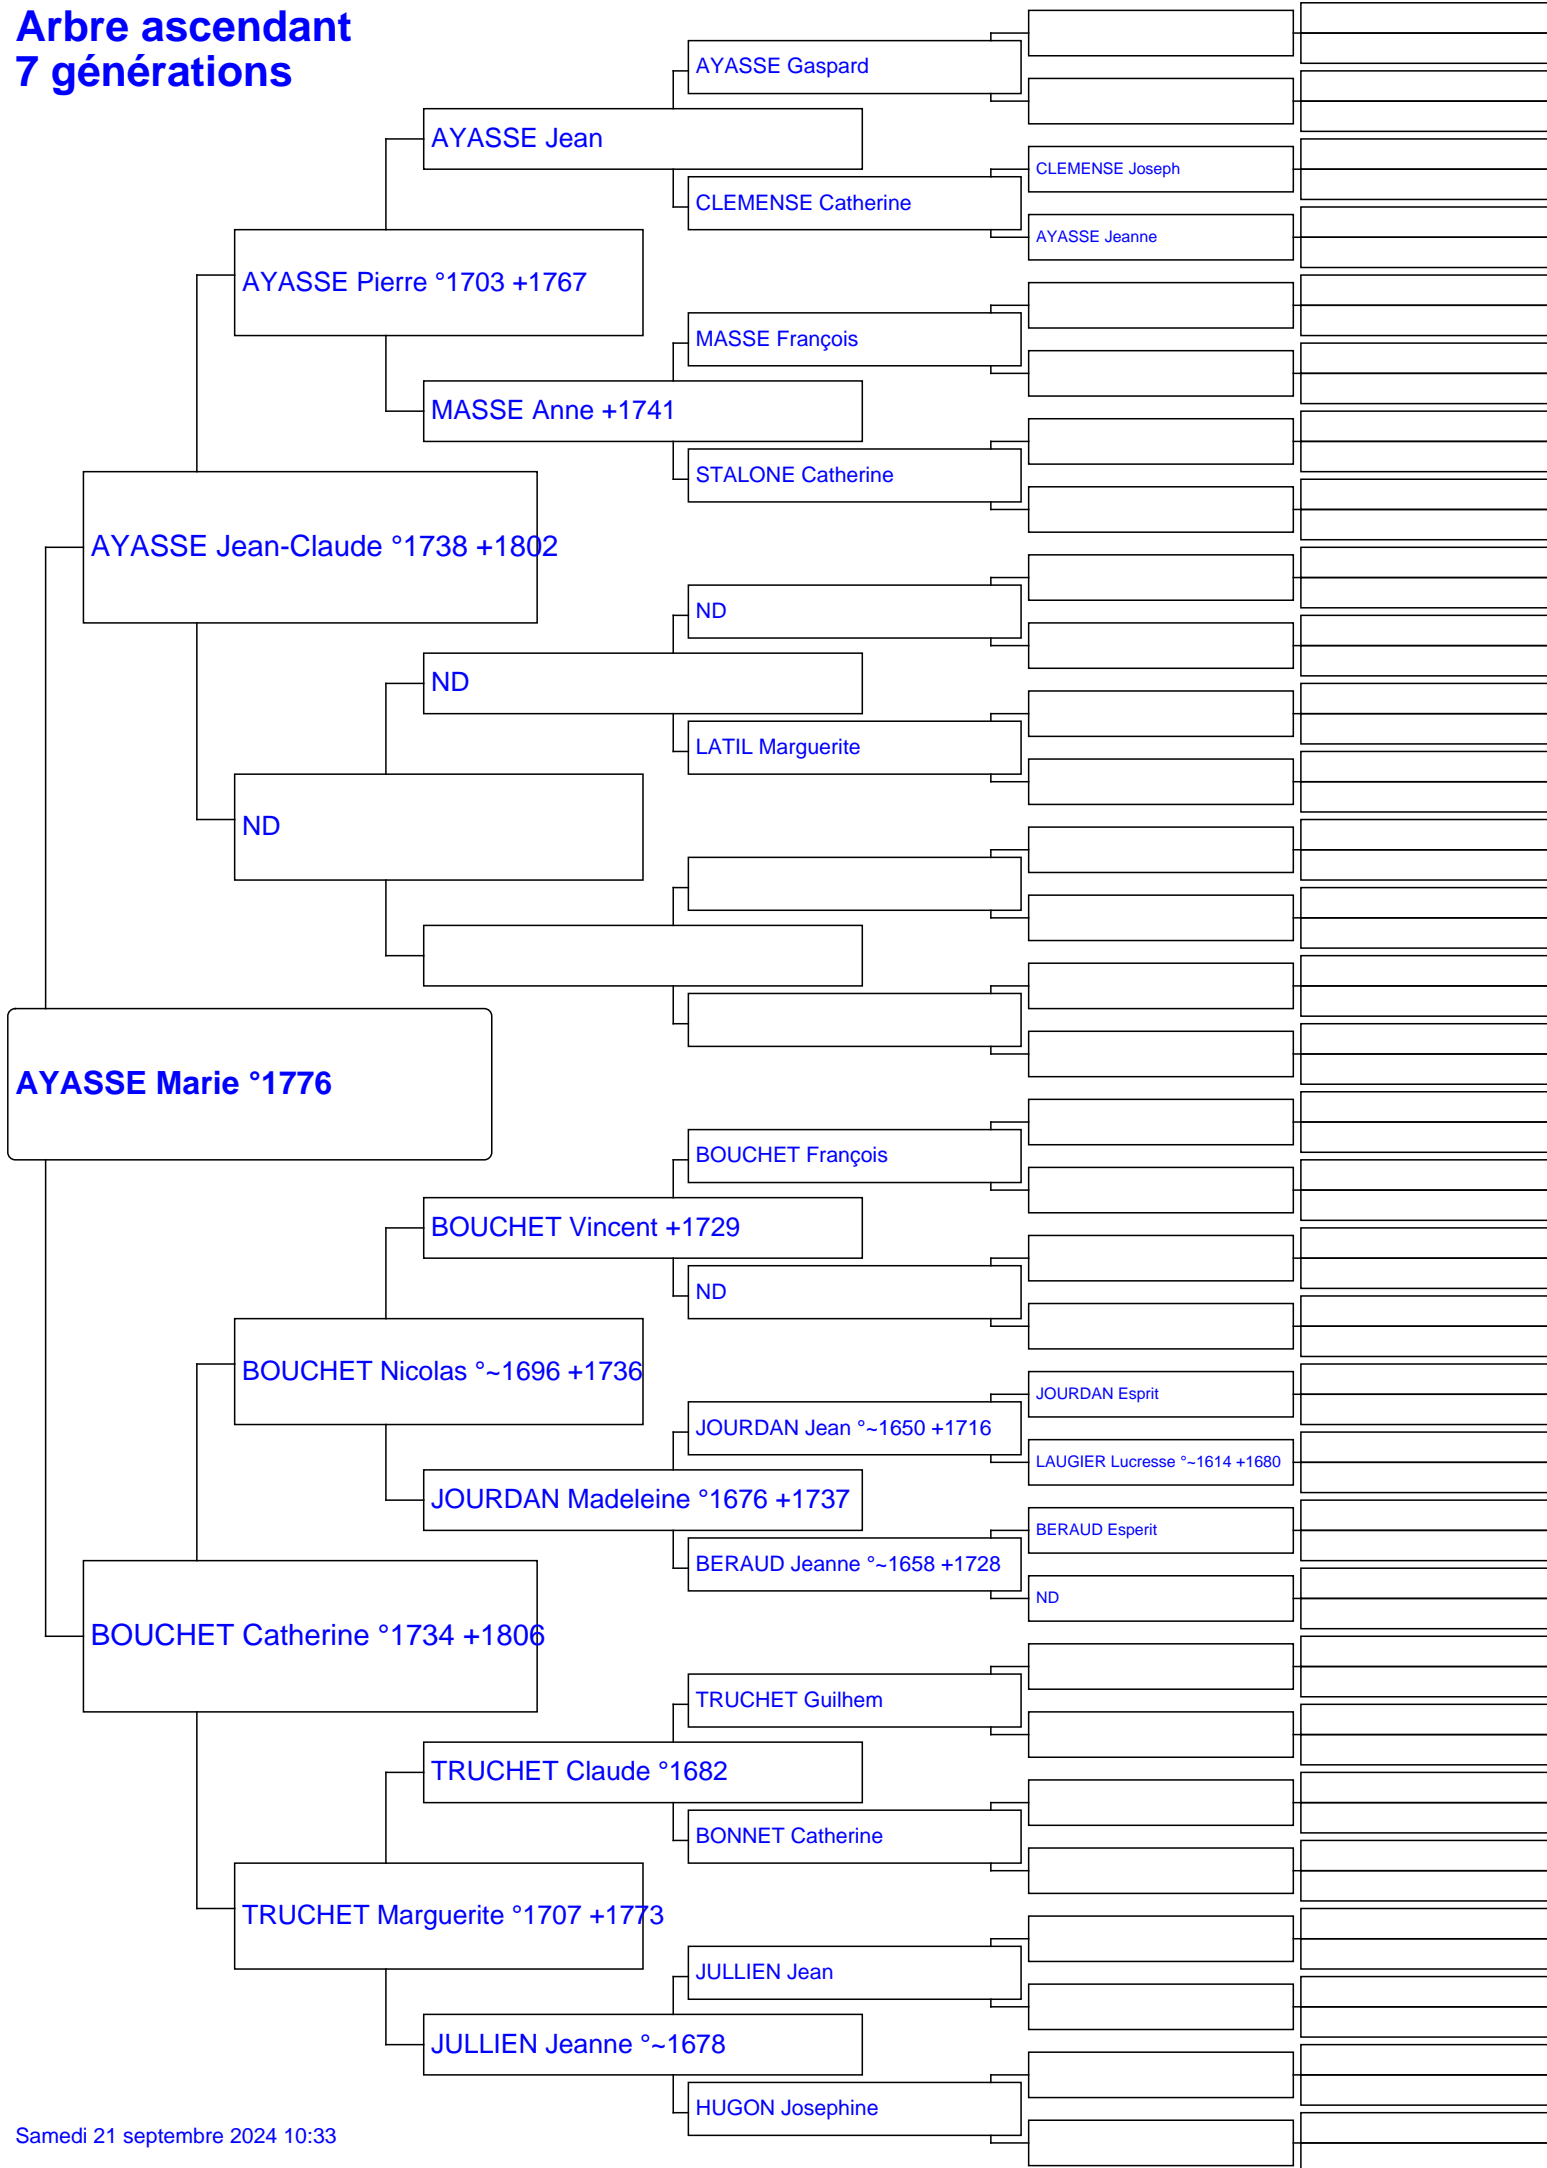 Arbre ascendant
7 générations
AYASSE Gaspard
AYASSE Jean
CLEMENSE Joseph
CLEMENSE Catherine
AYASSE Jeanne
AYASSE Pierre °1703 +1767
MASSE François
MASSE Anne +1741
STALONE Catherine
AYASSE Jean-Claude °1738 +1802
ND
ND
LATIL Marguerite
ND
AYASSE Marie °1776
BOUCHET François
BOUCHET Vincent +1729
ND
BOUCHET Nicolas °~1696 +1736
JOURDAN Esprit
JOURDAN Jean °~1650 +1716
LAUGIER Lucresse °~1614 +1680
JOURDAN Madeleine °1676 +1737
BERAUD Esperit
BERAUD Jeanne °~1658 +1728
ND
BOUCHET Catherine °1734 +1806
TRUCHET Guilhem
TRUCHET Claude °1682
BONNET Catherine
TRUCHET Marguerite °1707 +1773
JULLIEN Jean
JULLIEN Jeanne °~1678
HUGON Josephine
Samedi 21 septembre 2024 10:33